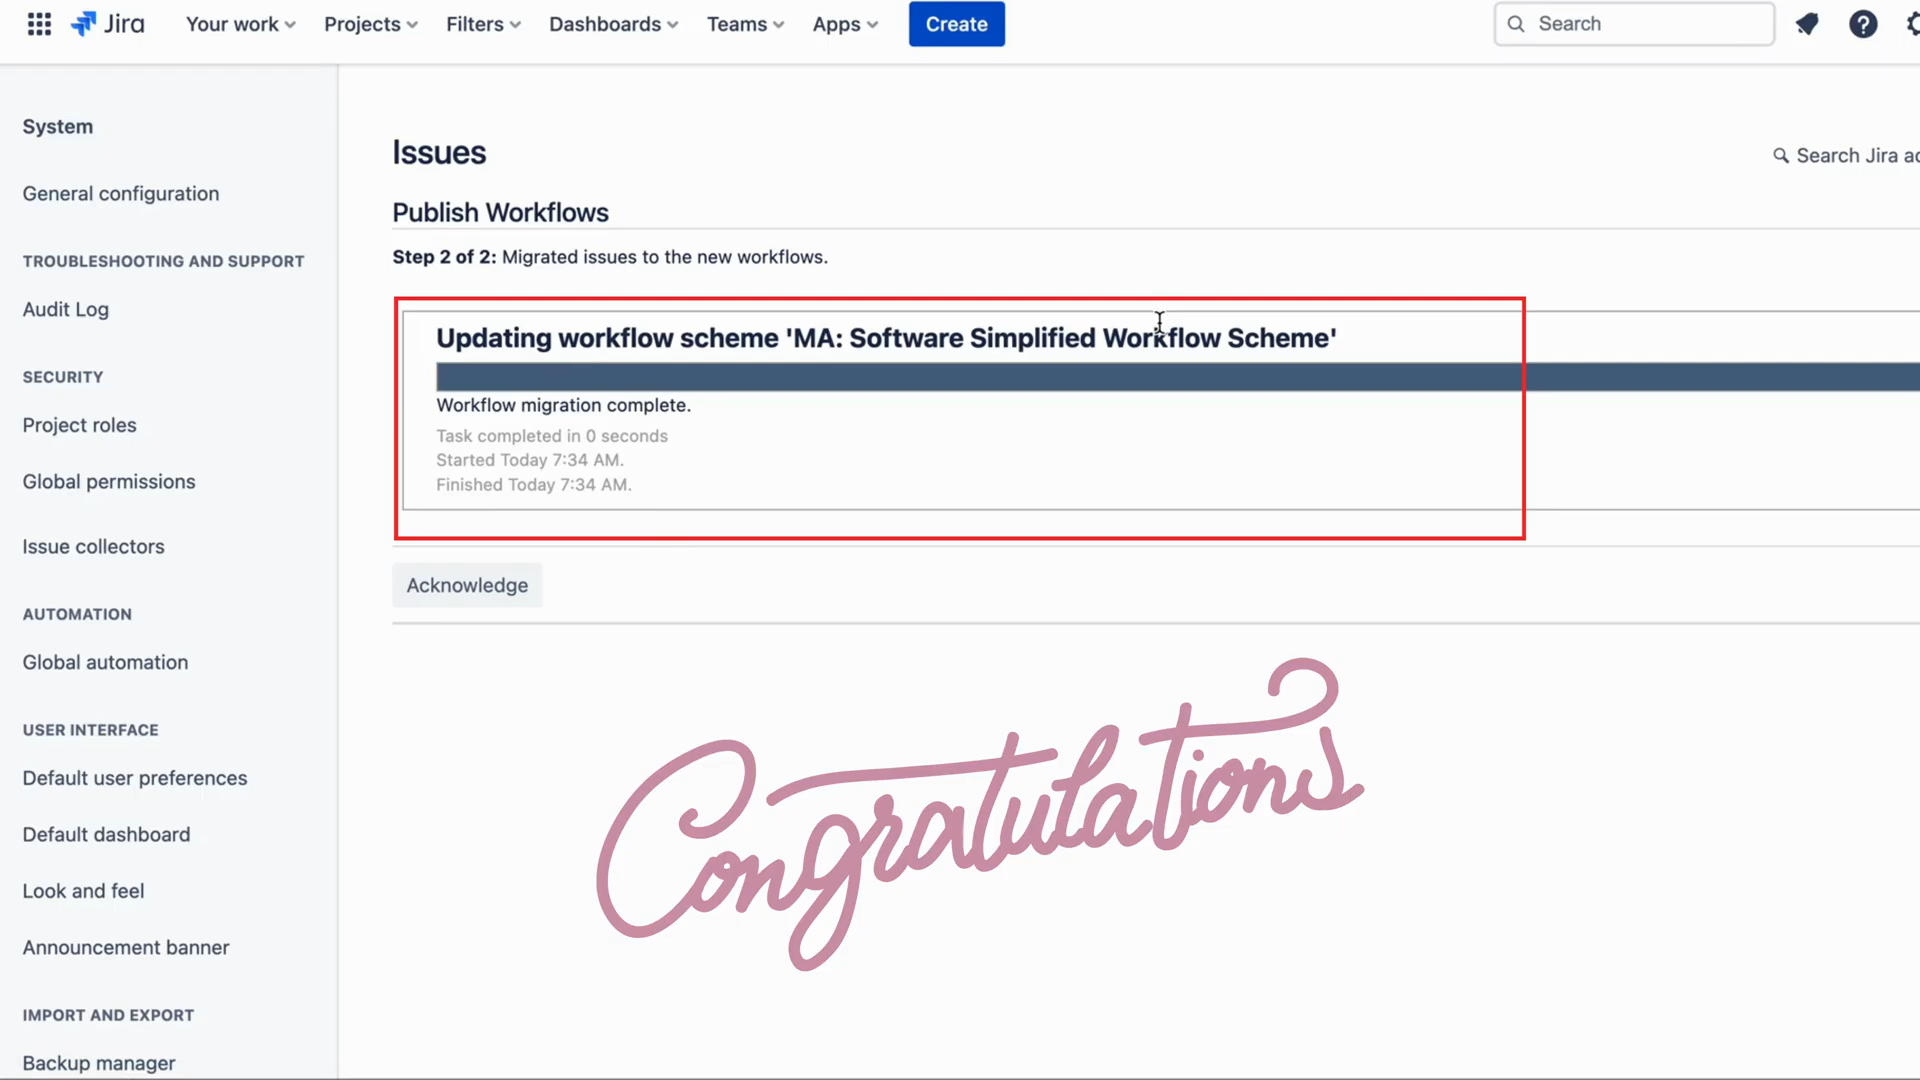 Jira Your work Projects Filters Dashboards Teams Apps Create Search
System
General configuration
TROUBLESHOOTING AND SUPPORT
Audit Log
SECURITY
Project roles
Global permissions
Issue collectors
AUTOMATION
Global automation
USER INTERFACE
Default user preferences
Default dashboard
Look and feel
Announcement banner
IMPORT AND EXPORT
Backup manager
Issues
Search Jira
Publish Workflows
Step 2 of 2: Migrated issues to the new workflows.
Updating workflow scheme 'MA: Software Simplified Workflow Scheme'
Workflow migration complete.
Task completed in 0 seconds
Started Today 7:34 AM.
Finished Today 7:34 AM.
Acknowledge
Congratulations